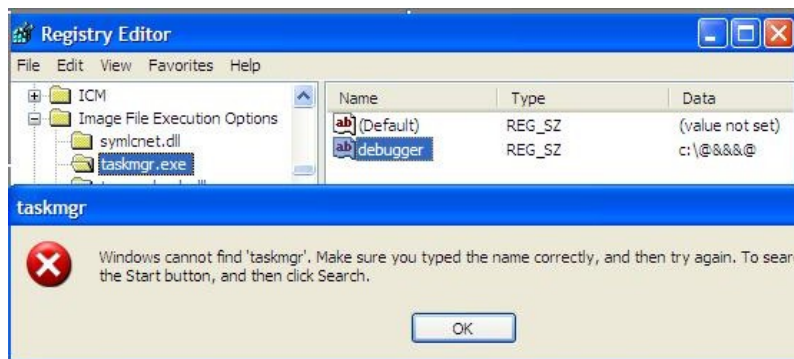 Registry Editor
File Edit View Favorites Help
ICM
Image File Execution Options
symlcnet.dll
taskmgr.exe
Name Type Data
ab (Default) REG_SZ (value not set)
ab debugger REG_SZ c:\@&&&@
taskmgr
Windows cannot find 'taskmgr'. Make sure you typed the name correctly, and then try again. To sear
the Start button, and then click Search.
OK